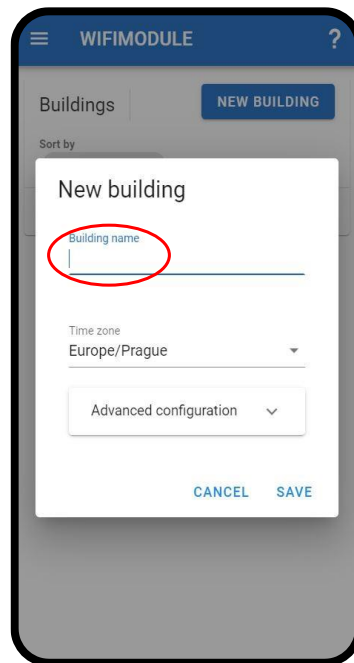 WIFIMODULE ?
Buildings NEW BUILDING
Sort by
New building
Building name
Time zone
Europe/Prague
Advanced configuration
CANCEL SAVE